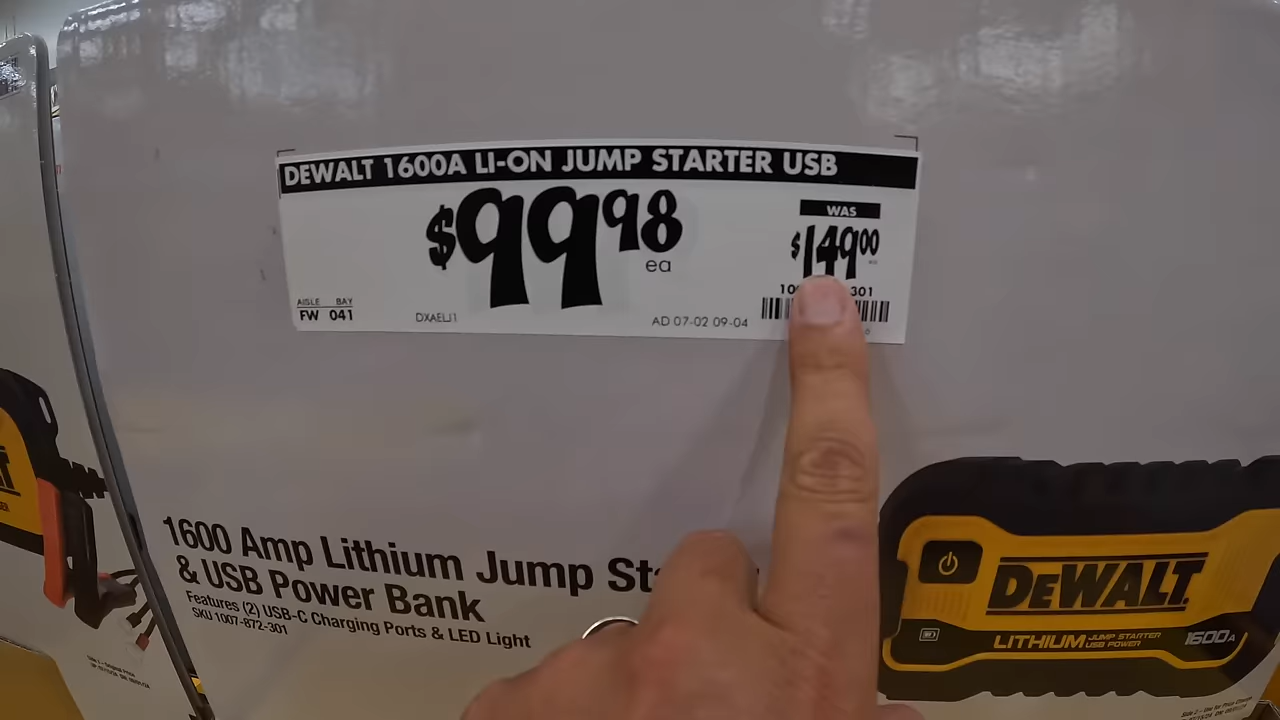 DEWALT 1600A LI-ON JUMP STARTER USB
$99 98
ea
WAS
$149 00
AISLE BAY
FW 041
DXAELJ1
AD 07-02 09-04
301
1600 Amp Lithium Jump
& USB Power Bank
Features (2) USB-C Charging Ports & LED Light
SKU 1007-872-301
DEWALT
LITHIUM JUMP STARTER
USB POWER
1600A